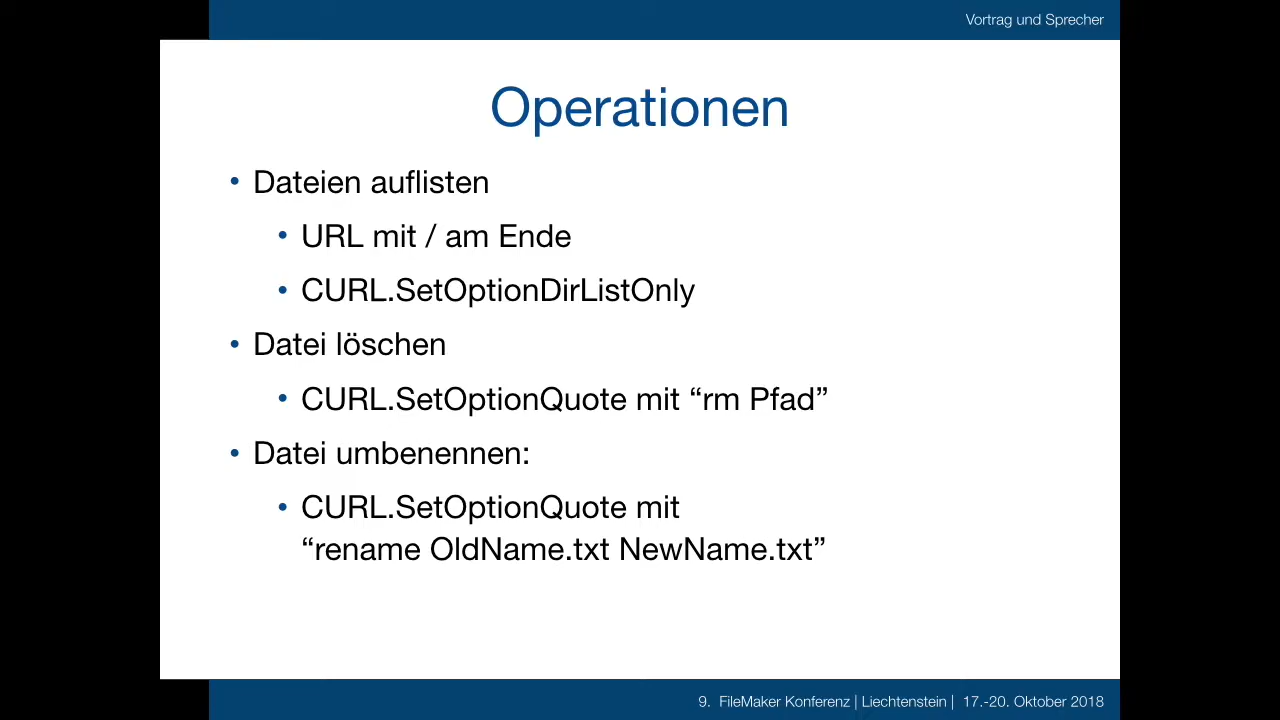 Vortrag und Sprecher
Operationen
• Dateien auflisten
• URL mit / am Ende
• CURL.SetOptionDirListOnly
• Datei löschen
• CURL.SetOptionQuote mit “rm Pfad”
• Datei umbenennen:
• CURL.SetOptionQuote mit
“rename OldName.txt NewName.txt”
9. FileMaker Konferenz | Liechtenstein | 17.-20. Oktober 2018